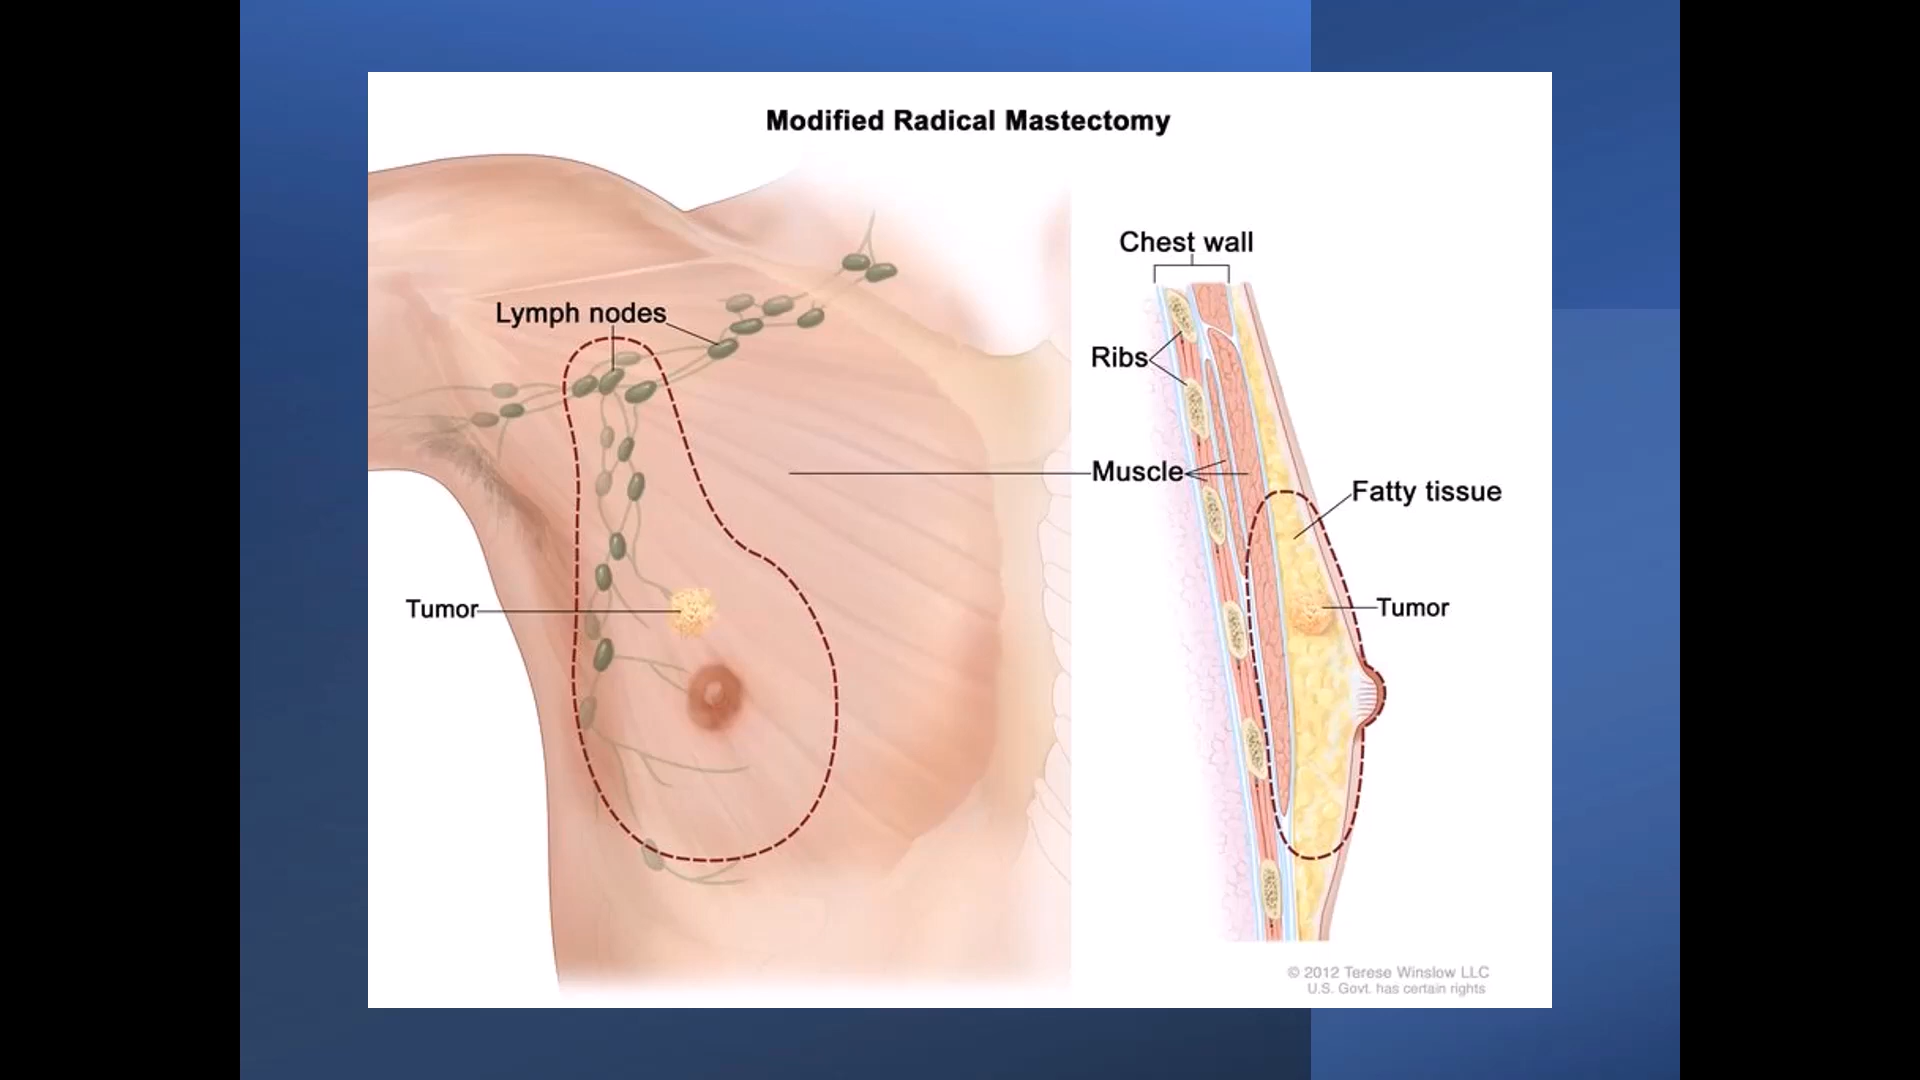 Modified Radical Mastectomy
Chest wall
Lymph nodes
Ribs
Muscle
Fatty tissue
Tumor
Tumor
© 2012 Terese Winslow LLC
U.S. Govt. has certain rights